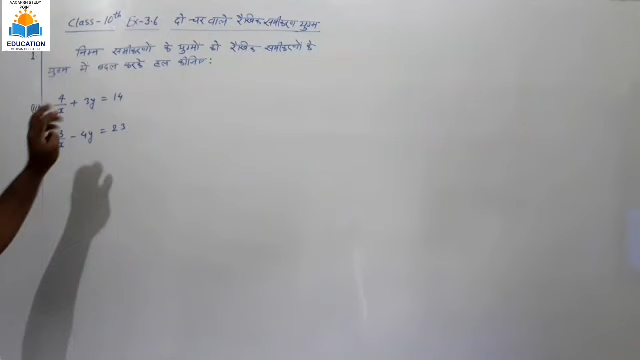 EDUCATION
Class-10th Ex-3.6 दो चर वाले रैखिक समीकरण युग्म
1. निम्न समीकरणो के युग्मो को रैखिक समीकरणों के
युग्म में बदल करके हल कीजिए :
4/x + 3y = 14
3/x - 4y = 23